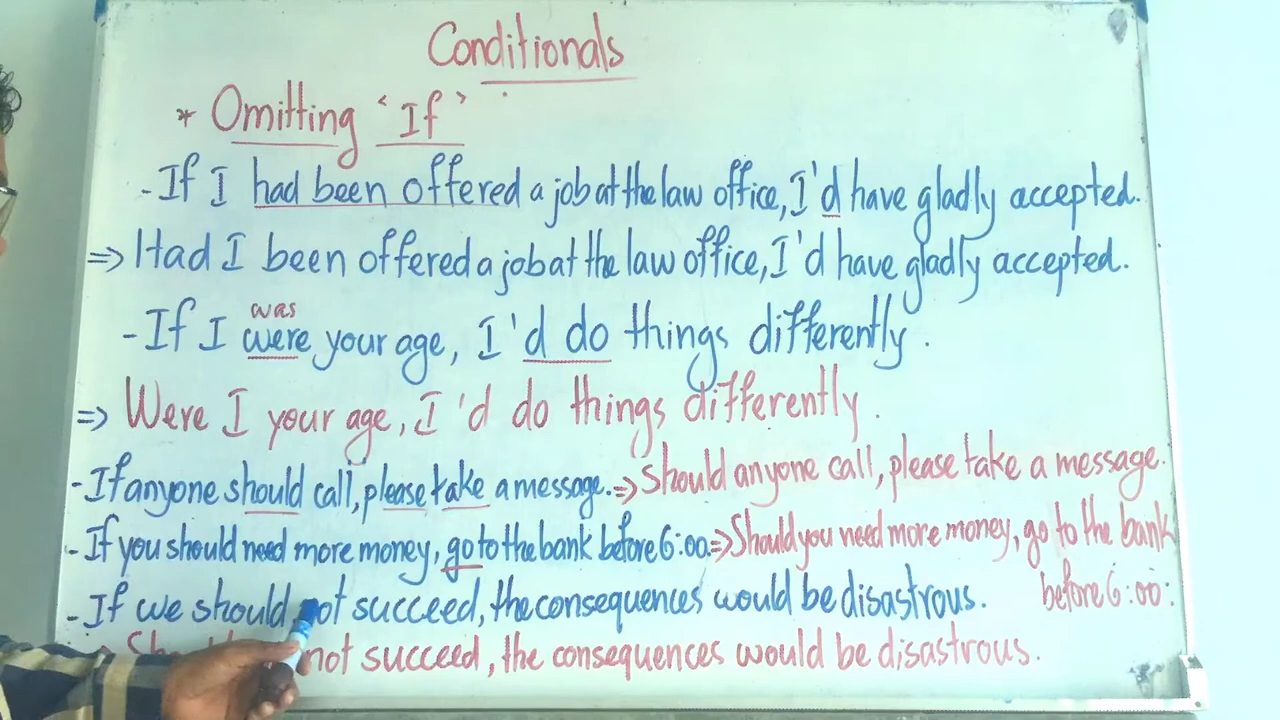 Conditionals
* Omitting 'If'
- If I had been offered a job at the law office, I'd have gladly accepted.
⇒ Had I been offered a job at the law office, I'd have gladly accepted.
was
- If I were your age, I'd do things differently.
⇒ Were I your age, I'd do things differently.
- If anyone should call, please take a message. ⇒ Should anyone call, please take a message.
- If you should need more money, go to the bank before 6:00. ⇒ Should you need more money, go to the bank
before 6:00.
- If we should not succeed, the consequences would be disastrous.
not succeed, the consequences would be disastrous.